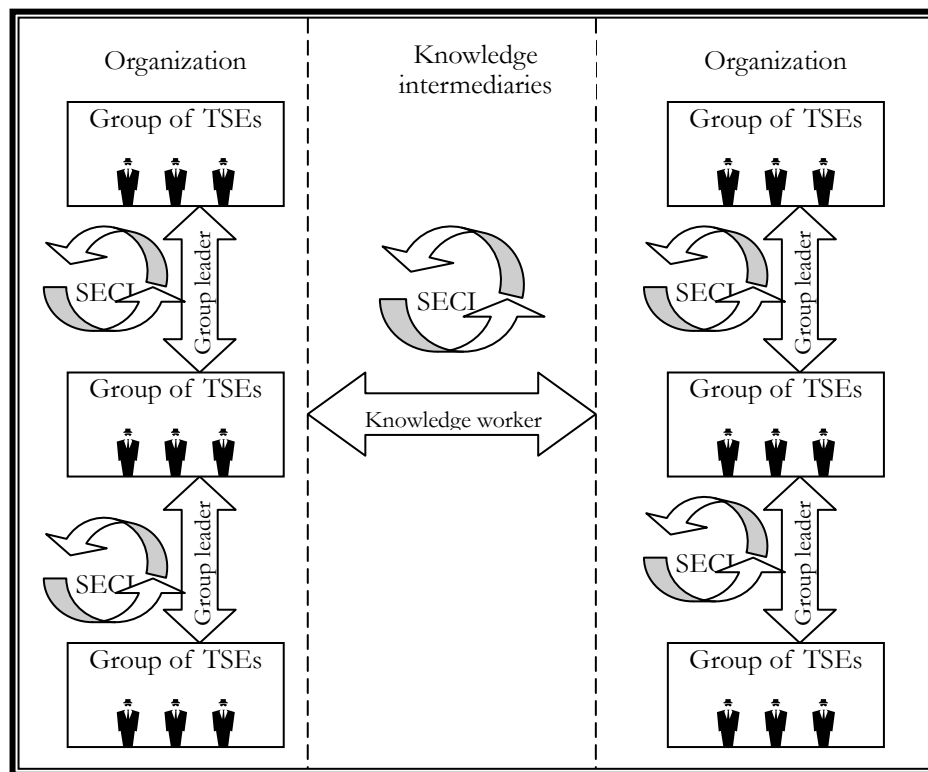 Organization
Group of TSEs
SECI
Group leader
Group of TSEs
SECI
Group leader
Group of TSEs
Knowledge
intermediaries
SECI
Knowledge worker
Organization
Group of TSEs
SECI
Group leader
Group of TSEs
SECI
Group leader
Group of TSEs